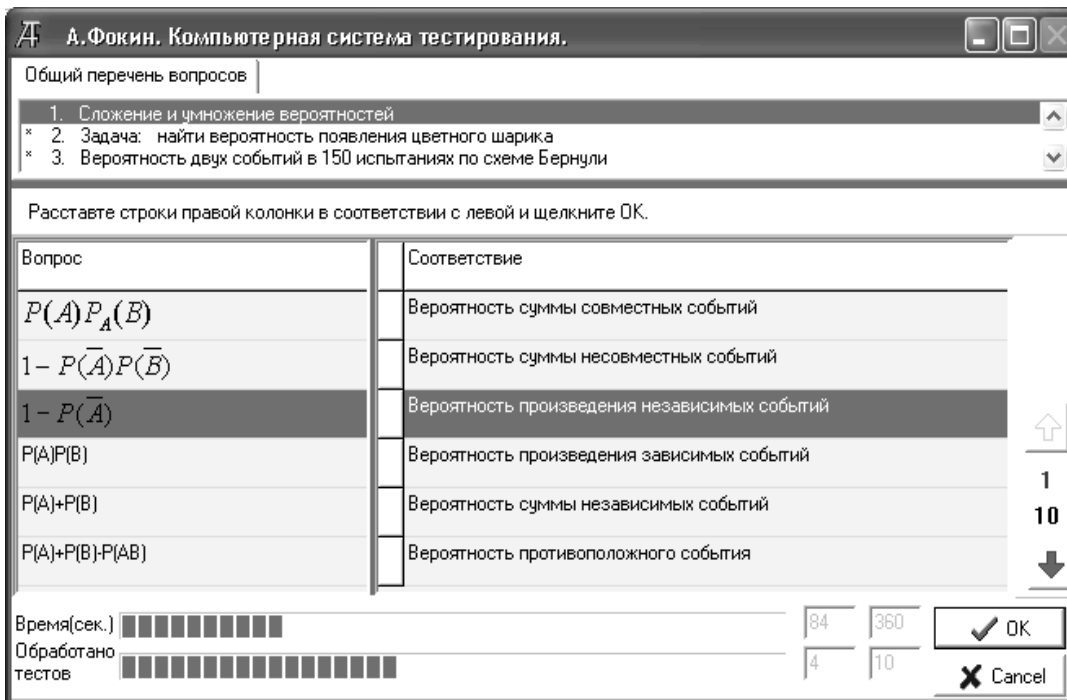 А.Фокин. Компьютерная система тестирования.
Общий перечень вопросов
1. Сложение и умножение вероятностей
* 2. Задача: найти вероятность появления цветного шарика
* 3. Вероятность двух событий в 150 испытаниях по схеме Бернули
Расставте строки правой колонки в соответствии с левой и щелкните ОК.
Вопрос Соответствие
P(A)P_A(B) Вероятность суммы совместных событий
1− P(A̅)P(B̅) Вероятность суммы несовместных событий
1− P(A̅) Вероятность произведения независимых событий
P(A)P(B) Вероятность произведения зависимых событий
P(A)+P(B) Вероятность суммы независимых событий
P(A)+P(B)-P(AB) Вероятность противоположного события
1
10
Время(сек.) 84 360 OK
Обработано тестов 4 10 Cancel